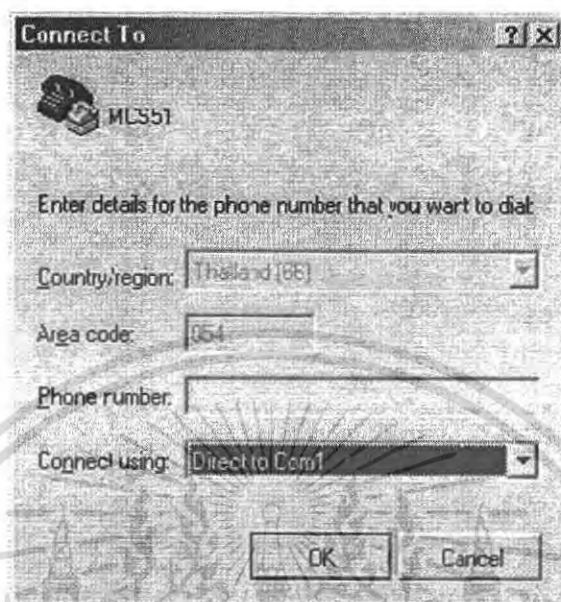 Connect To
MCS51
Enter details for the phone number that you want to dial:
Country/region: Thailand (66)
Area code: 054
Phone number:
Connect using: Direct to Com1
OK Cancel